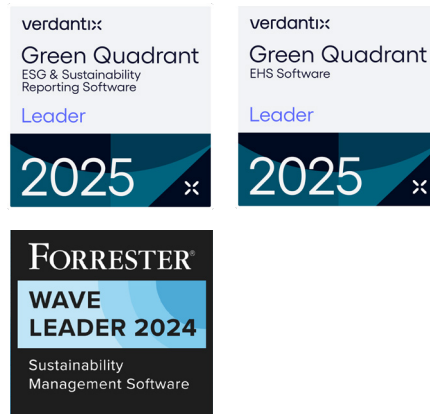 verdantix
Green Quadrant
ESG & Sustainability
Reporting Software
Leader
2025
verdantix
Green Quadrant
EHS Software
Leader
2025
FORRESTER®
WAVE
LEADER 2024
Sustainability
Management Software